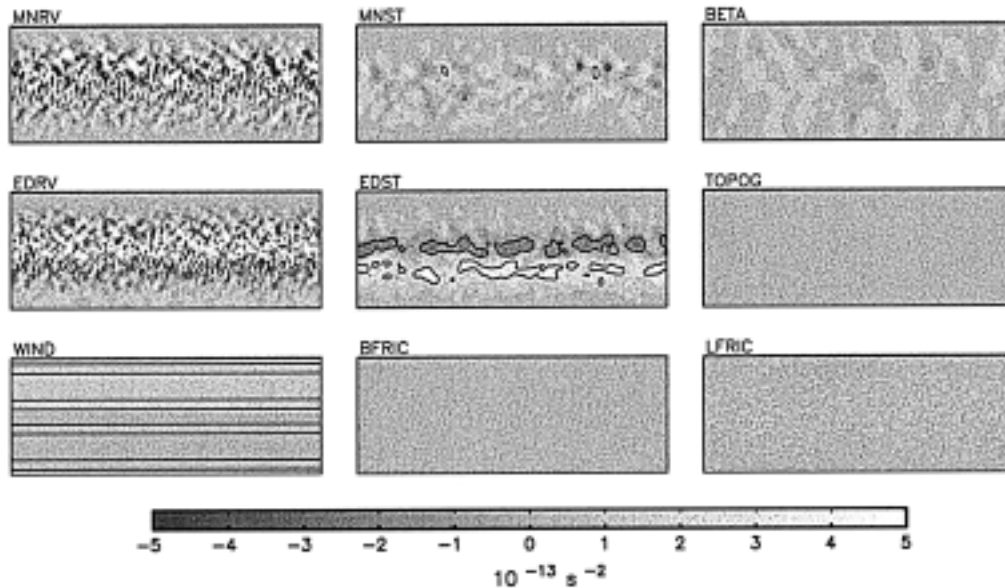 MNRV MNST BETA
EDRV EDST TOPOG
WIND BFRIC LFRIC
-5 -4 -3 -2 -1 0 1 2 3 4 5
10 -13 s -2